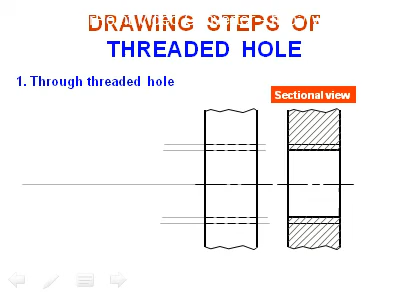 DRAWING STEPS OF
THREADED HOLE
1. Through threaded hole
Sectional view